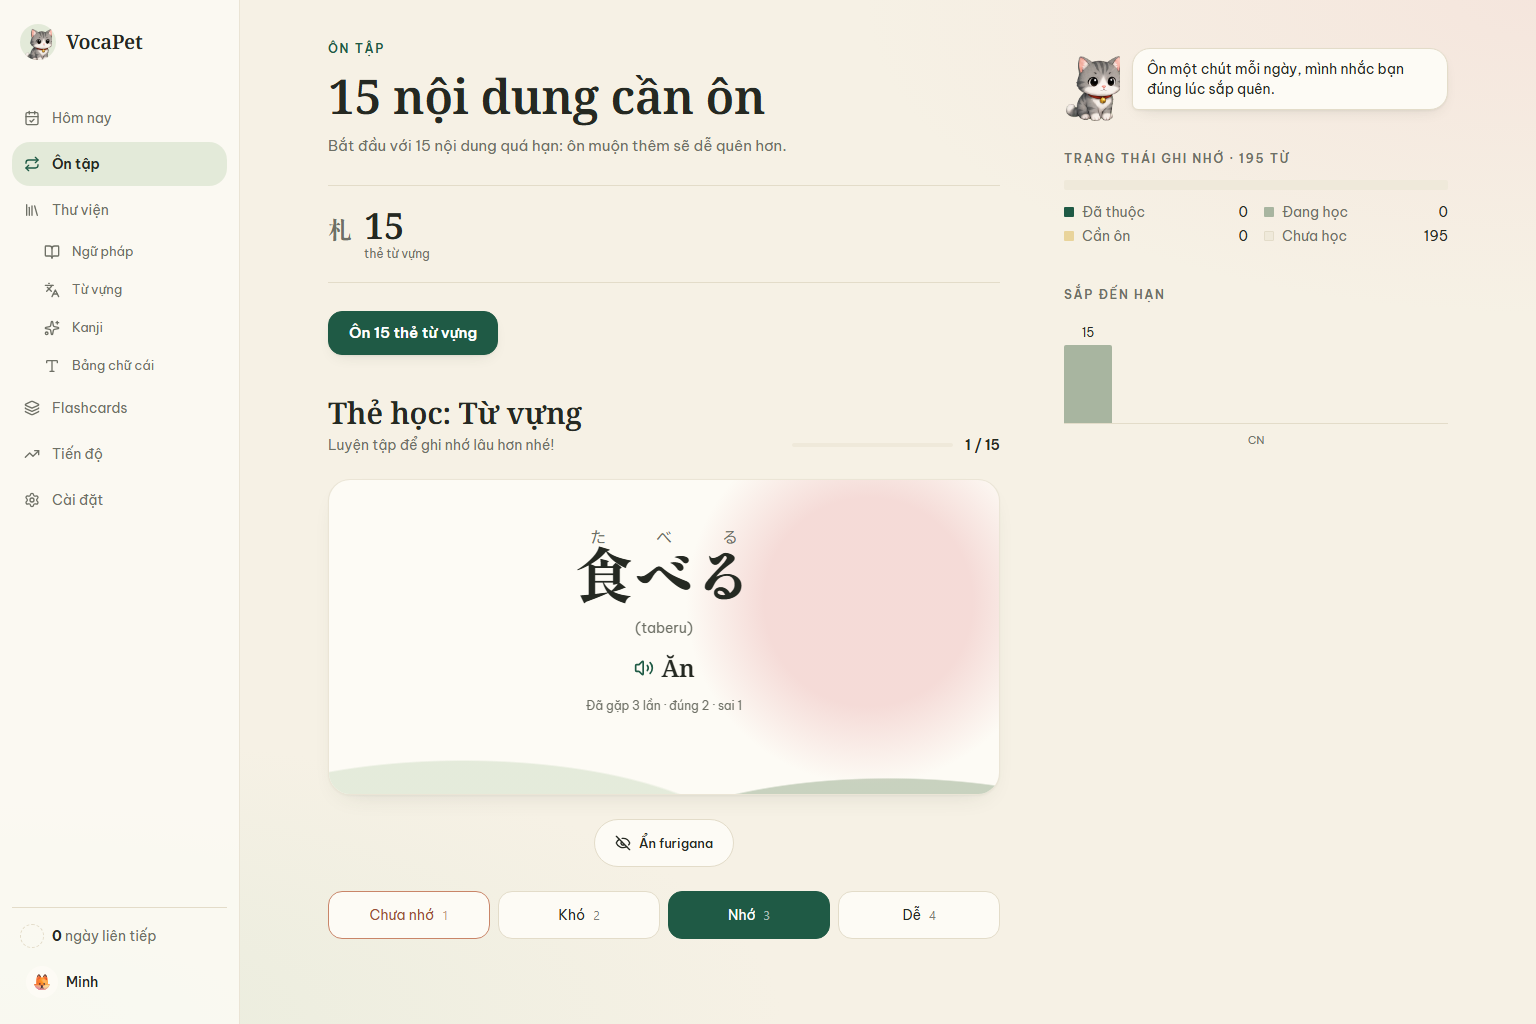 VocaPet
Hôm nay
Ôn tập
Thư viện
Ngữ pháp
Từ vựng
Kanji
Bảng chữ cái
Flashcards
Tiến độ
Cài đặt
0 ngày liên tiếp
Minh
ÔN TẬP
15 nội dung cần ôn
Bắt đầu với 15 nội dung quá hạn: ôn muộn thêm sẽ dễ quên hơn.
札 15
thẻ từ vựng
Ôn 15 thẻ từ vựng
Thẻ học: Từ vựng
Luyện tập để ghi nhớ lâu hơn nhé!
1 / 15
た べ る
食べる
(taberu)
Ăn
Đã gặp 3 lần · đúng 2 · sai 1
Ẩn furigana
Chưa nhớ 1
Khó 2
Nhớ 3
Dễ 4
Ôn một chút mỗi ngày, mình nhắc bạn
đúng lúc sắp quên.
TRẠNG THÁI GHI NHỚ · 195 TỪ
Đã thuộc 0
Đang học 0
Cần ôn 0
Chưa học 195
SẮP ĐẾN HẠN
15
CN